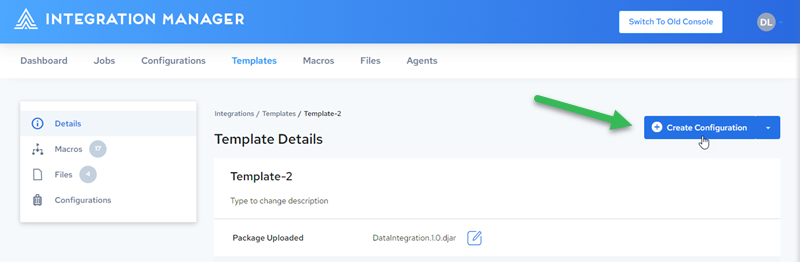 INTEGRATION MANAGER
Switch To Old Console
DL
Dashboard Jobs Configurations Templates Macros Files Agents
Details
Macros 17
Files 4
Configurations
Integrations / Templates / Template-2
Template Details
Create Configuration
Template-2
Type to change description
Package Uploaded DataIntegration.1.0.djar